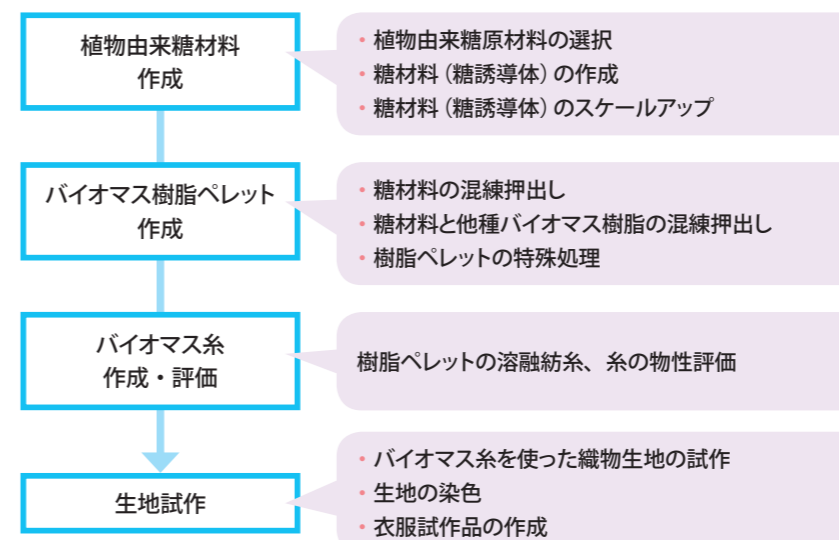 植物由来糖材料
作成
・植物由来糖原材料の選択
・糖材料（糖誘導体）の作成
・糖材料（糖誘導体）のスケールアップ
バイオマス樹脂ペレット
作成
・糖材料の混練押出し
・糖材料と他種バイオマス樹脂の混練押出し
・樹脂ペレットの特殊処理
バイオマス糸
作成・評価
樹脂ペレットの溶融紡糸、糸の物性評価
生地試作
・バイオマス糸を使った織物生地の試作
・生地の染色
・衣服試作品の作成